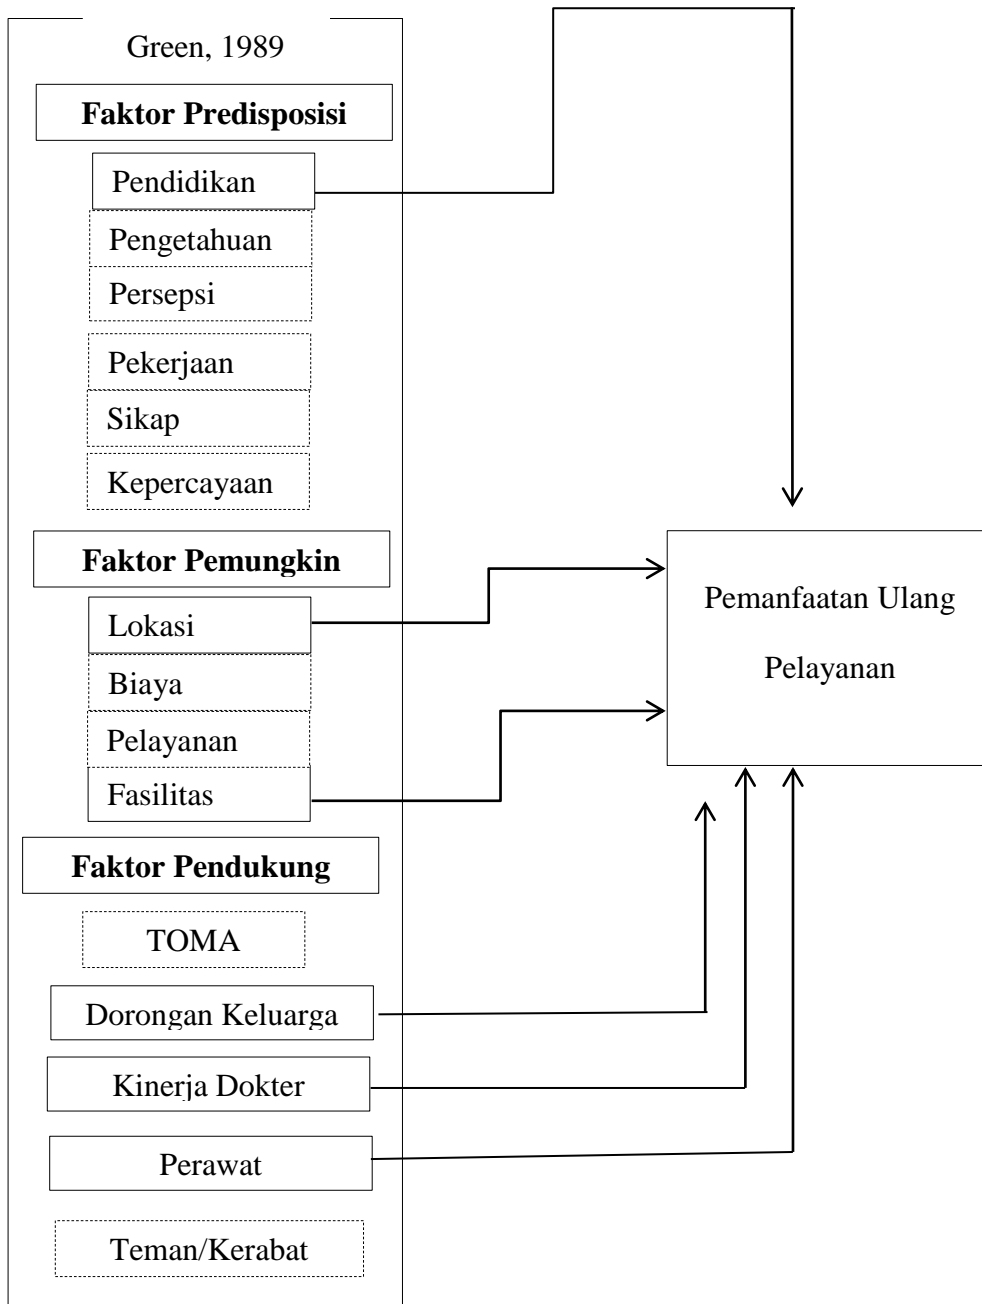 Green, 1989
Faktor Predisposisi
Pendidikan
Pengetahuan
Persepsi
Pekerjaan
Sikap
Kepercayaan
Faktor Pemungkin
Lokasi
Biaya
Pelayanan
Fasilitas
Faktor Pendukung
TOMA
Dorongan Keluarga
Kinerja Dokter
Perawat
Teman/Kerabat
Pemanfaatan Ulang
Pelayanan